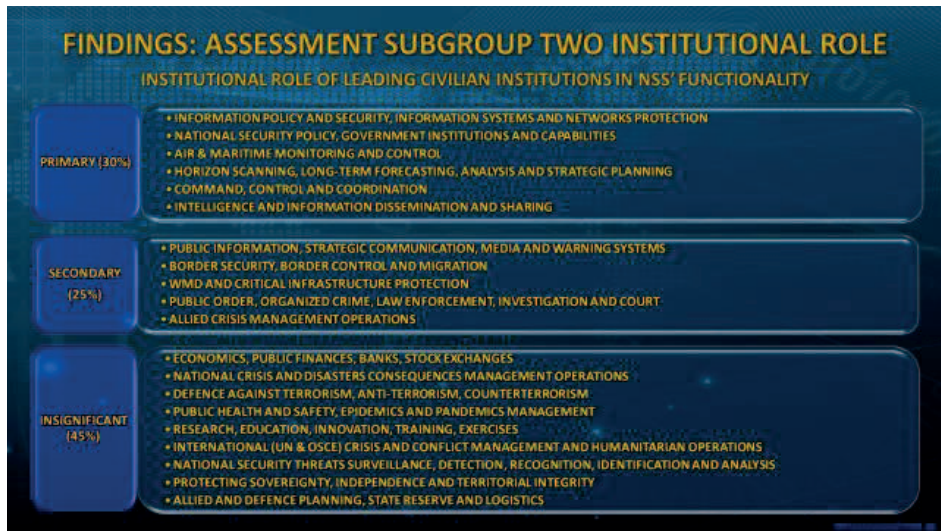 FINDINGS: ASSESSMENT SUBGROUP TWO INSTITUTIONAL ROLE
INSTITUTIONAL ROLE OF LEADING CIVILIAN INSTITUTIONS IN NSS' FUNCTIONALITY
PRIMARY (30%)
• INFORMATION POLICY AND SECURITY, INFORMATION SYSTEMS AND NETWORKS PROTECTION
• NATIONAL SECURITY POLICY, GOVERNMENT INSTITUTIONS AND CAPABILITIES
• AIR & MARITIME MONITORING AND CONTROL
• HORIZON SCANNING, LONG-TERM FORECASTING, ANALYSIS AND STRATEGIC PLANNING
• COMMAND, CONTROL AND COORDINATION
• INTELLIGENCE AND INFORMATION DISSEMINATION AND SHARING
SECONDARY
(25%)
• PUBLIC INFORMATION, STRATEGIC COMMUNICATION, MEDIA AND WARNING SYSTEMS
• BORDER SECURITY, BORDER CONTROL AND MIGRATION
• WMD AND CRITICAL INFRASTRUCTURE PROTECTION
• PUBLIC ORDER, ORGANIZED CRIME, LAW ENFORCEMENT, INVESTIGATION AND COURT
• ALLIED CRISIS MANAGEMENT OPERATIONS
INSIGNIFICANT
(45%)
• ECONOMICS, PUBLIC FINANCES, BANKS, STOCK EXCHANGES
• NATIONAL CRISIS AND DISASTERS CONSEQUENCES MANAGEMENT OPERATIONS
• DEFENCE AGAINST TERRORISM, ANTI-TERRORISM, COUNTERTERRORISM
• PUBLIC HEALTH AND SAFETY, EPIDEMICS AND PANDEMICS MANAGEMENT
• RESEARCH, EDUCATION, INNOVATION, TRAINING, EXERCISES
• INTERNATIONAL (UN & OSCE) CRISIS AND CONFLICT MANAGEMENT AND HUMANITARIAN OPERATIONS
• NATIONAL SECURITY THREATS SURVEILLANCE, DETECTION, RECOGNITION, IDENTIFICATION AND ANALYSIS
• PROTECTING SOVEREIGNTY, INDEPENDENCE AND TERRITORIAL INTEGRITY
• ALLIED AND DEFENCE PLANNING, STATE RESERVE AND LOGISTICS